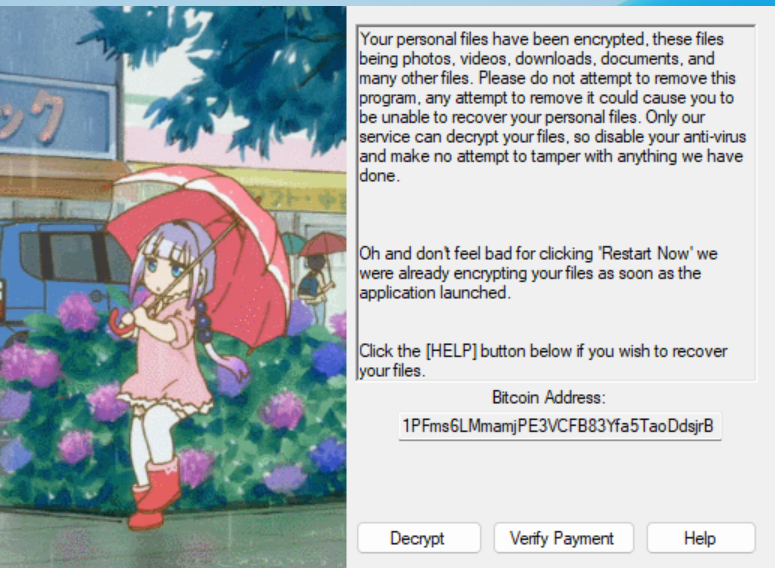 ック
Your personal files have been encrypted, these files
being photos, videos, downloads, documents, and
many other files. Please do not attempt to remove this
program, any attempt to remove it could cause you to
be unable to recover your personal files. Only our
service can decrypt your files, so disable your anti-virus
and make no attempt to tamper with anything we have
done.
Oh and don't feel bad for clicking 'Restart Now' we
were already encrypting your files as soon as the
application launched.
Click the [HELP] button below if you wish to recover
your files.
Bitcoin Address:
1PFms6LMmamjPE3VCFB83Yfa5TaoDdsjrB
Decrypt
Verify Payment
Help